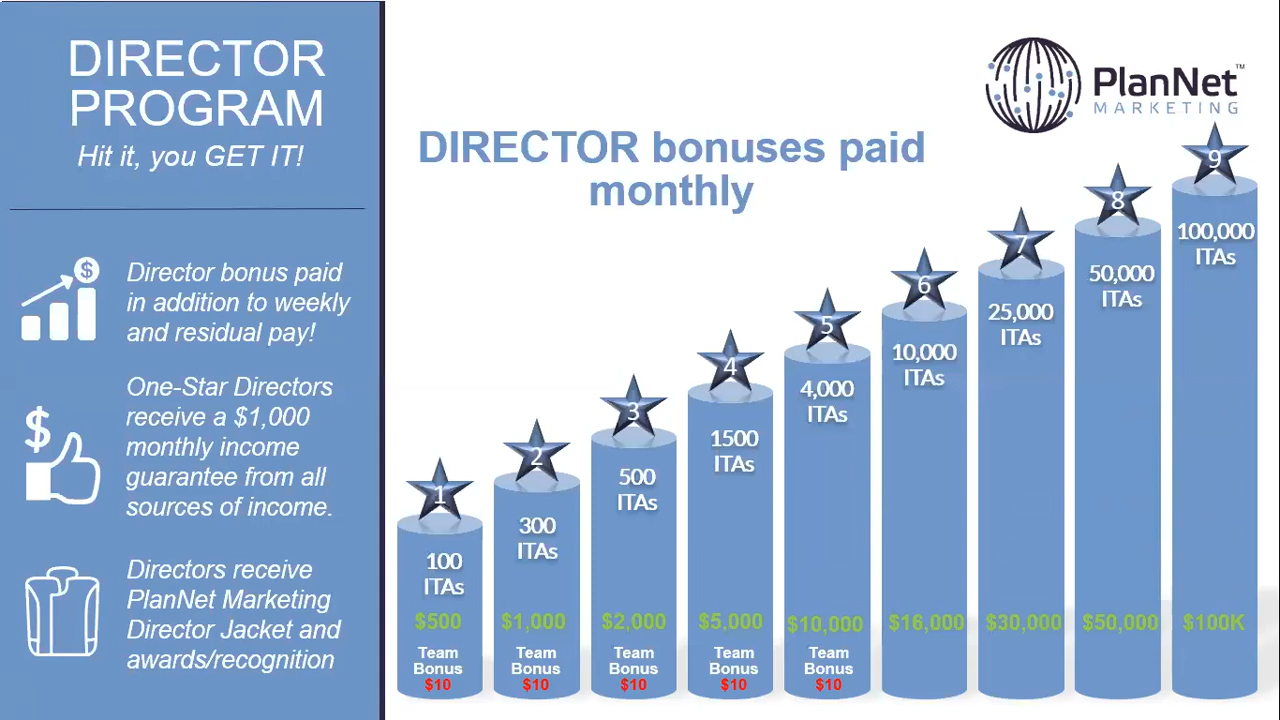 DIRECTOR
PROGRAM
Hit it, you GET IT!
$
Director bonus paid
in addition to weekly
and residual pay!
$
One-Star Directors
receive a $1,000
monthly income
guarantee from all
sources of income.
Directors receive
PlanNet Marketing
Director Jacket and
awards/recognition
PlanNet™
MARKETING
DIRECTOR bonuses paid
monthly
1
100
ITAs
$500
Team
Bonus
$10
2
300
ITAs
$1,000
Team
Bonus
$10
3
500
ITAs
$2,000
Team
Bonus
$10
4
1500
ITAs
$5,000
Team
Bonus
$10
5
4,000
ITAs
$10,000
Team
Bonus
$10
6
10,000
ITAs
$16,000
7
25,000
ITAs
$30,000
8
50,000
ITAs
$50,000
9
100,000
ITAs
$100K